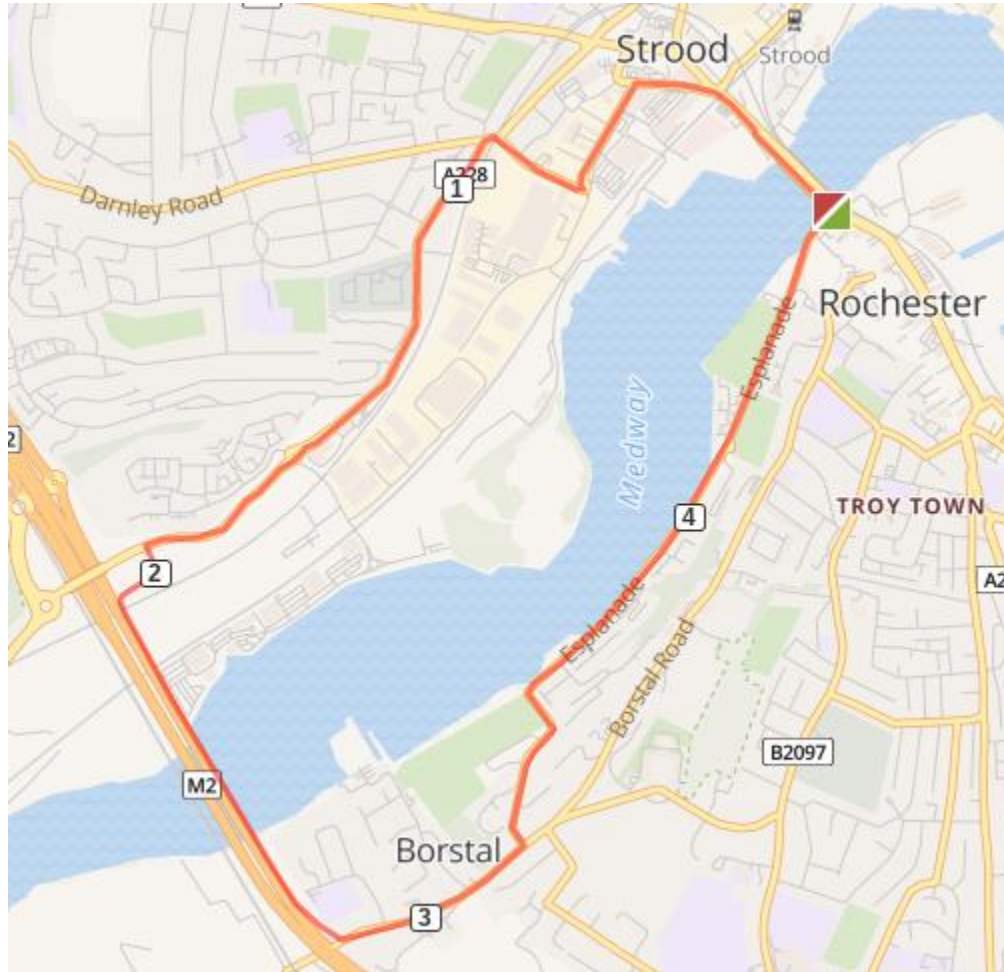 Strood
Strood
A228
1
Darnley Road
Rochester
Esplanade
Medway
2
4
TROY TOWN
2
A2
Esplanade
Borstal Road
B2097
M2
Borstal
3